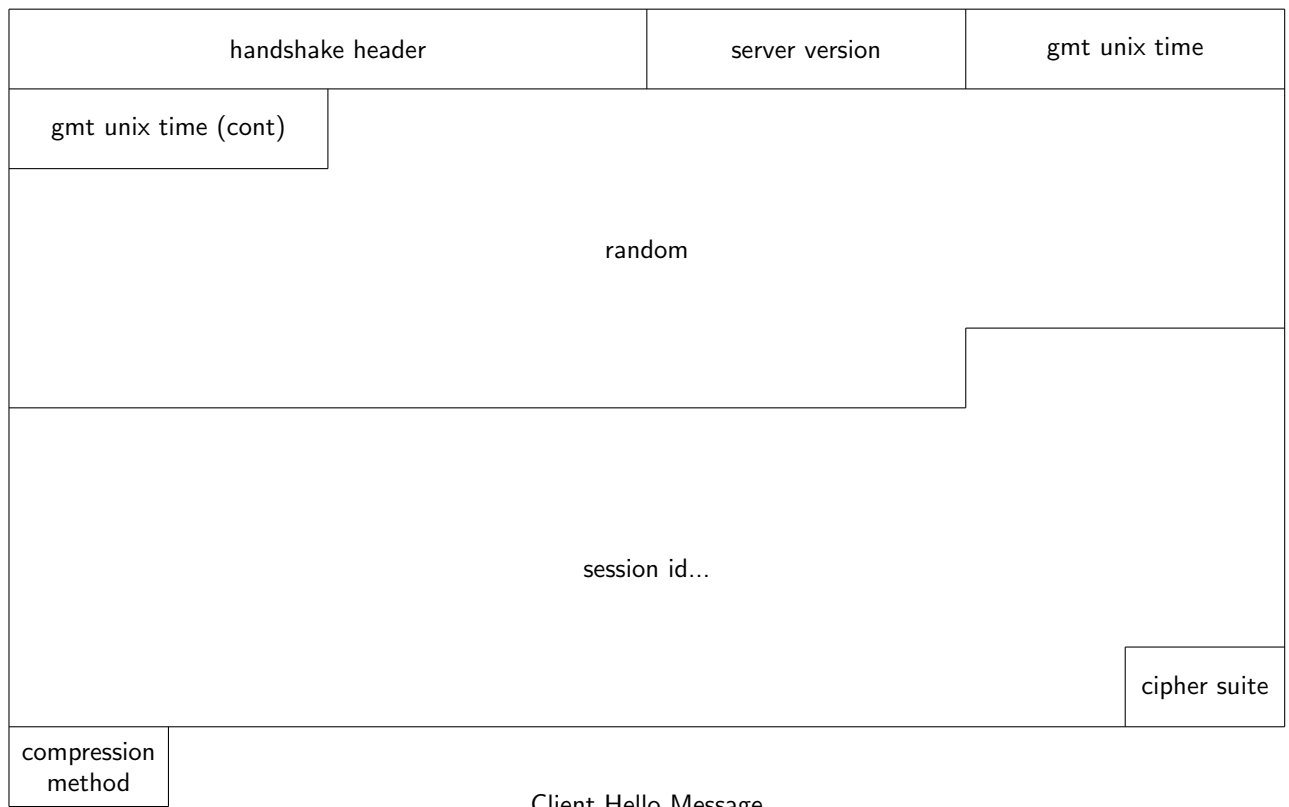 handshake header
server version
gmt unix time
gmt unix time (cont)
random
session id...
cipher suite
compression
method
Client Hello Message